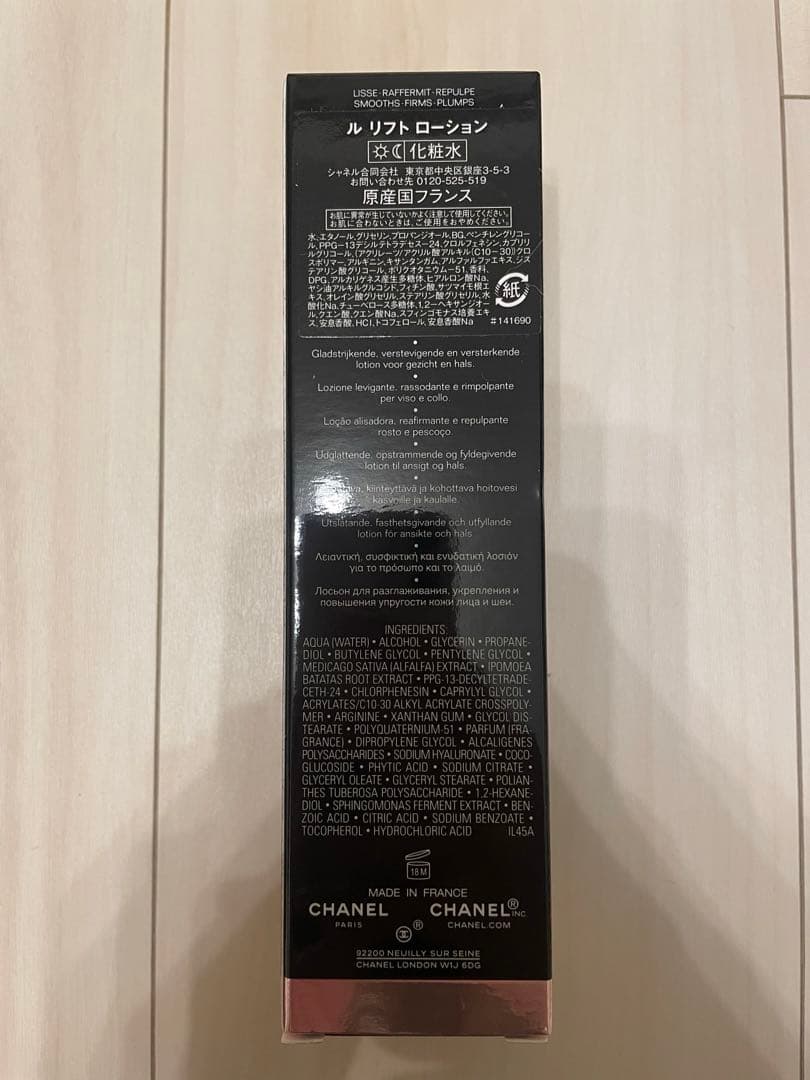 LISSE·RAFFERMIT·REPULPE
SMOOTHS·FIRMS·PLUMPS
ル リフト ローション
化粧水
シャネル合同会社 東京都中央区銀座3-5-3
お問い合わせ先 0120-525-519
原産国フランス
お肌に異常が生じていないかよく注意して使用してください。
お肌に合わないときは、ご使用をおやめください。
水,エタノール,グリセリン,プロパンジオール,BG,ペンチレングリコー
ル,PPG-13デシルテトラデセス-24,クロルフェネシン,カプリリ
ルグリコール,(アクリレーツ/アクリル酸アルキル(C10-30))クロ
スポリマー,アルギニン,キサンタンガム,アルファルファエキス,ジス
テアリン酸グリコール,ポリクオタニウム-51,香料,
DPG,アルカリゲネス産生多糖体,ヒアルロン酸Na,
ヤシ油アルキルグルコシド,フィチン酸,サツマイモ根エ
キス,オレイン酸グリセリル,ステアリン酸グリセリル,水
酸化Na,チューベロース多糖体,1,2-ヘキサンジオー
ル,クエン酸,クエン酸Na,スフィンゴモナス培養エキ
ス,安息香酸,HCl,トコフェロール,安息香酸Na
紙
#141690
Gladstrijkende, verstevigende en versterkende
lotion voor gezicht en hals.
Lozione levigante, rassodante e rimpolpante
per viso e collo.
Loção alisadora, reafirmante e repulpante
rosto e pescoço.
Udglattende, opstrammende og fyldegivende
lotion til ansigt og hals.
kiinteyttävä ja kohottava hoitovesi
kasvoille ja kaulalle.
Utslätande, fasthetsgivande och utfyllande
lotion för ansikte och hals
Λειαντική, συσφικτική και ενυδατική λοσιόν
για το πρόσωπο και το λαιμό.
Лосьон для разглаживания, укрепления и
повышения упругости кожи лица и шеи.
INGREDIENTS:
AQUA (WATER) • ALCOHOL • GLYCERIN • PROPANE-
DIOL • BUTYLENE GLYCOL • PENTYLENE GLYCOL •
MEDICAGO SATIVA (ALFALFA) EXTRACT • IPOMOEA
BATATAS ROOT EXTRACT • PPG-13-DECYLTETRADE-
CETH-24 • CHLORPHENESIN • CAPRYLYL GLYCOL •
ACRYLATES/C10-30 ALKYL ACRYLATE CROSSPOLY-
MER • ARGININE • XANTHAN GUM • GLYCOL DIS-
TEARATE • POLYQUATERNIUM-51 • PARFUM (FRA-
GRANCE) • DIPROPYLENE GLYCOL • ALCALIGENES
POLYSACCHARIDES • SODIUM HYALURONATE • COCO-
GLUCOSIDE • PHYTIC ACID • SODIUM CITRATE •
GLYCERYL OLEATE • GLYCERYL STEARATE • POLIAN-
THES TUBEROSA POLYSACCHARIDE • 1,2-HEXANE-
DIOL • SPHINGOMONAS FERMENT EXTRACT • BEN-
ZOIC ACID • CITRIC ACID • SODIUM BENZOATE •
TOCOPHEROL • HYDROCHLORIC ACID IL45A
18 M
MADE IN FRANCE
CHANEL CHANEL® INC
PARIS CHANEL.COM
®
92200 NEUILLY SUR SEINE
CHANEL LONDON W1J 6DG